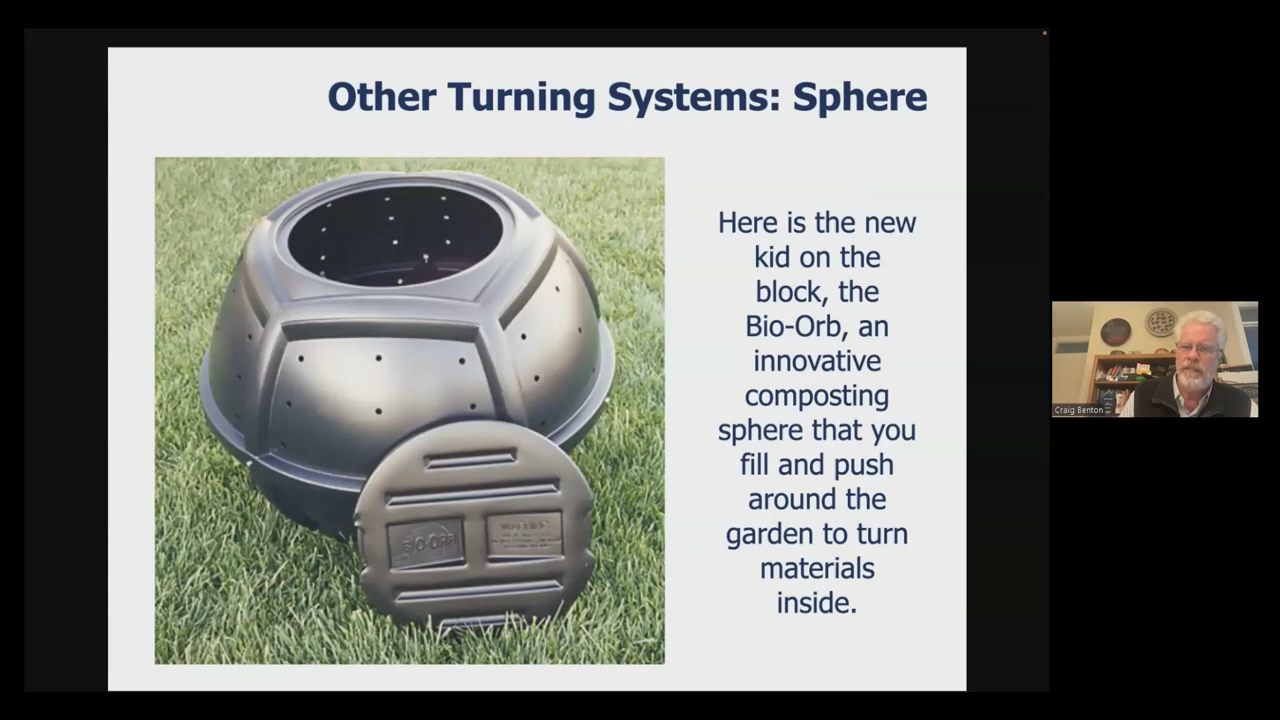 Other Turning Systems: Sphere
Here is the new
kid on the
block, the
Bio-Orb, an
innovative
composting
sphere that you
fill and push
around the
garden to turn
materials
inside.
BIO-ORB
WARNING
Craig Benton